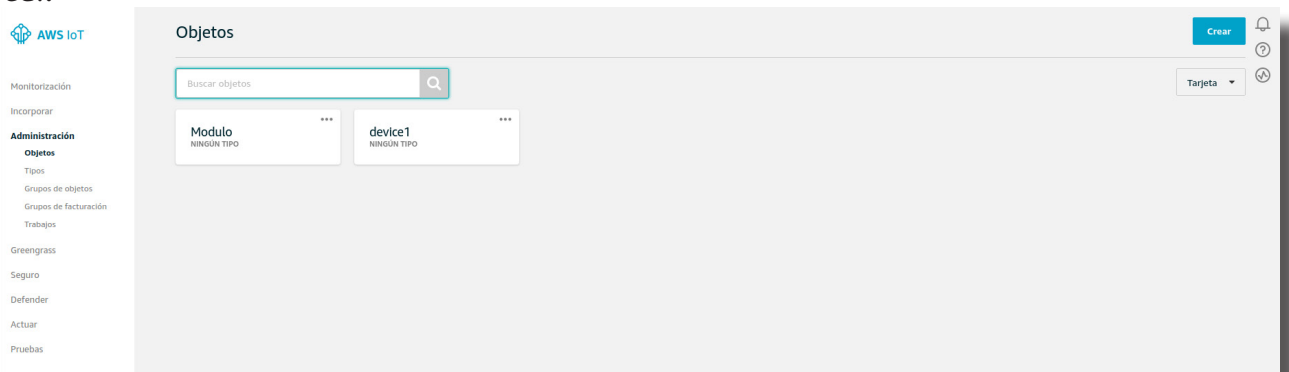 AWS IoT
Monitorización
Incorporar
Administración
Objetos
Tipos
Grupos de objetos
Grupos de facturación
Trabajos
Greengrass
Seguro
Defender
Actuar
Pruebas
Objetos
Crear
Buscar objetos
Tarjeta
Modulo
NINGÚN TIPO
device1
NINGÚN TIPO